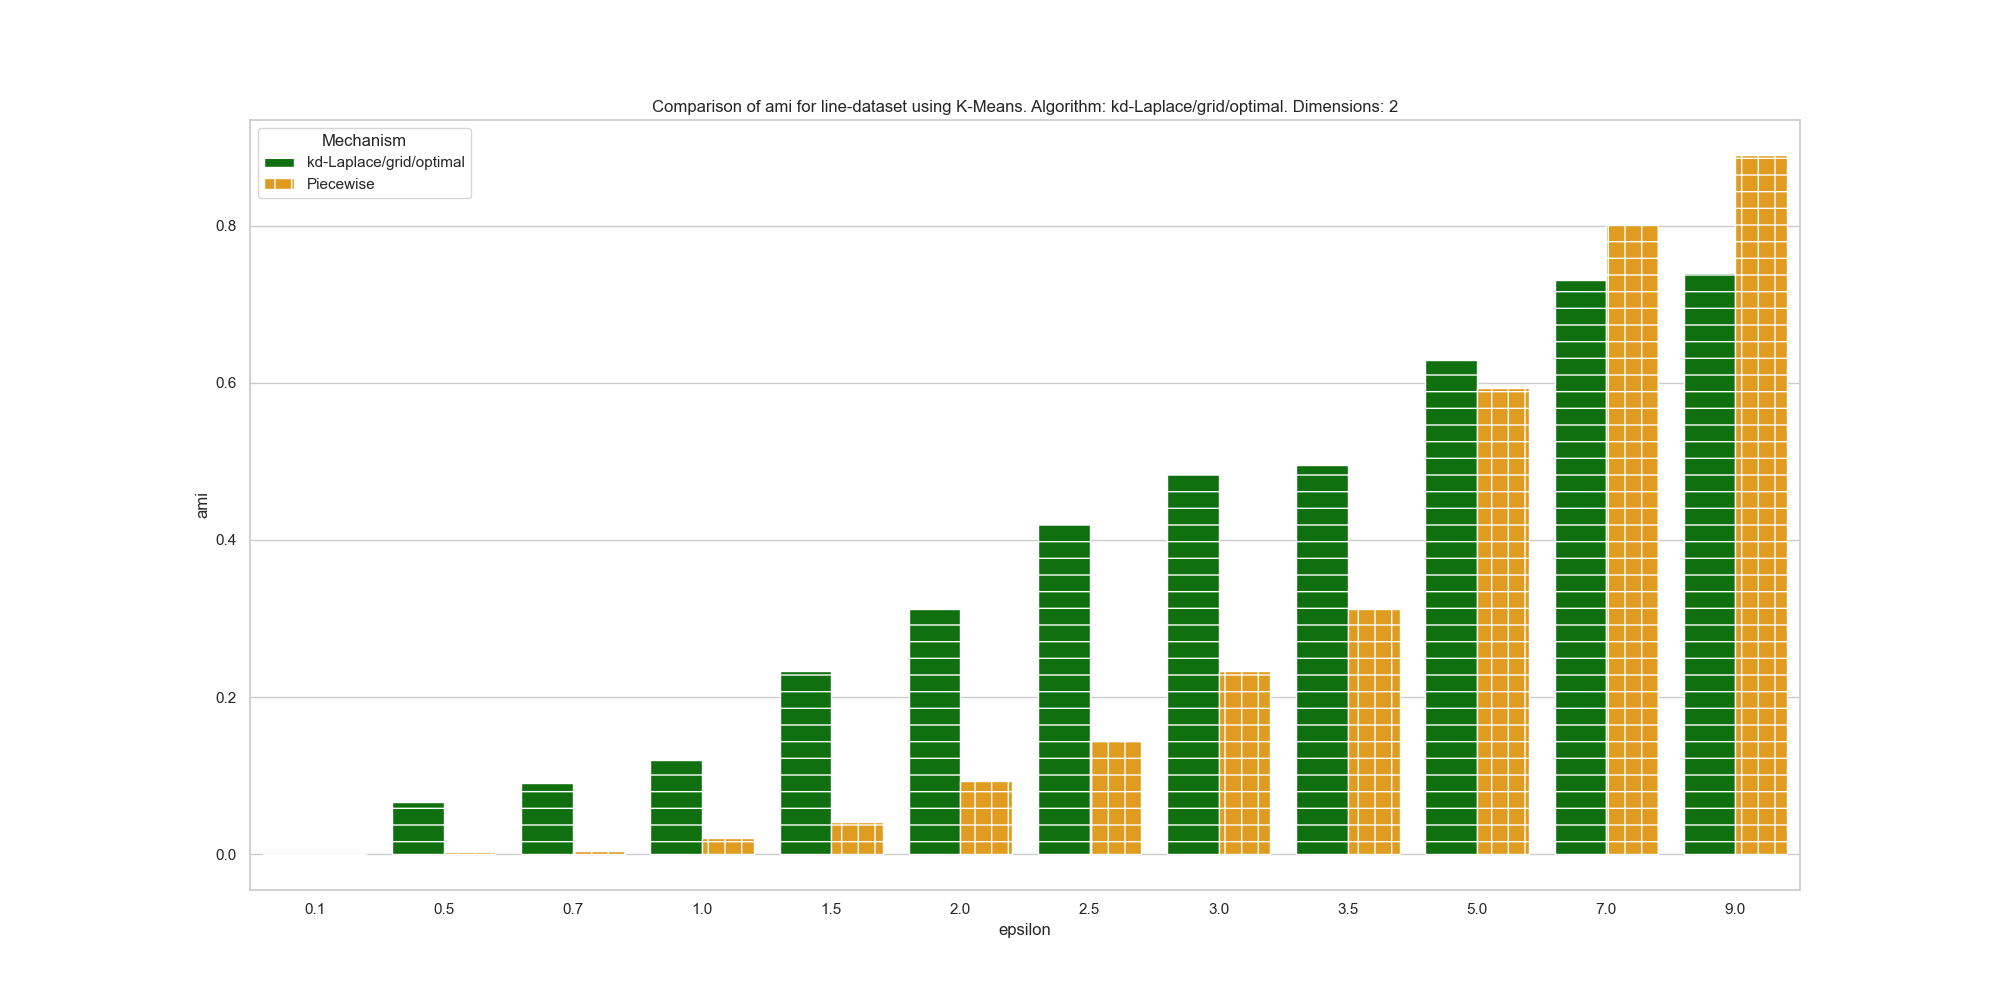 Comparison of ami for line-dataset using K-Means. Algorithm: kd-Laplace/grid/optimal. Dimensions: 2
Mechanism
kd-Laplace/grid/optimal
Piecewise
0.8
0.6
0.4
0.2
0.0
ami
0.1 0.5 0.7 1.0 1.5 2.0 2.5 3.0 3.5 5.0 7.0 9.0
epsilon